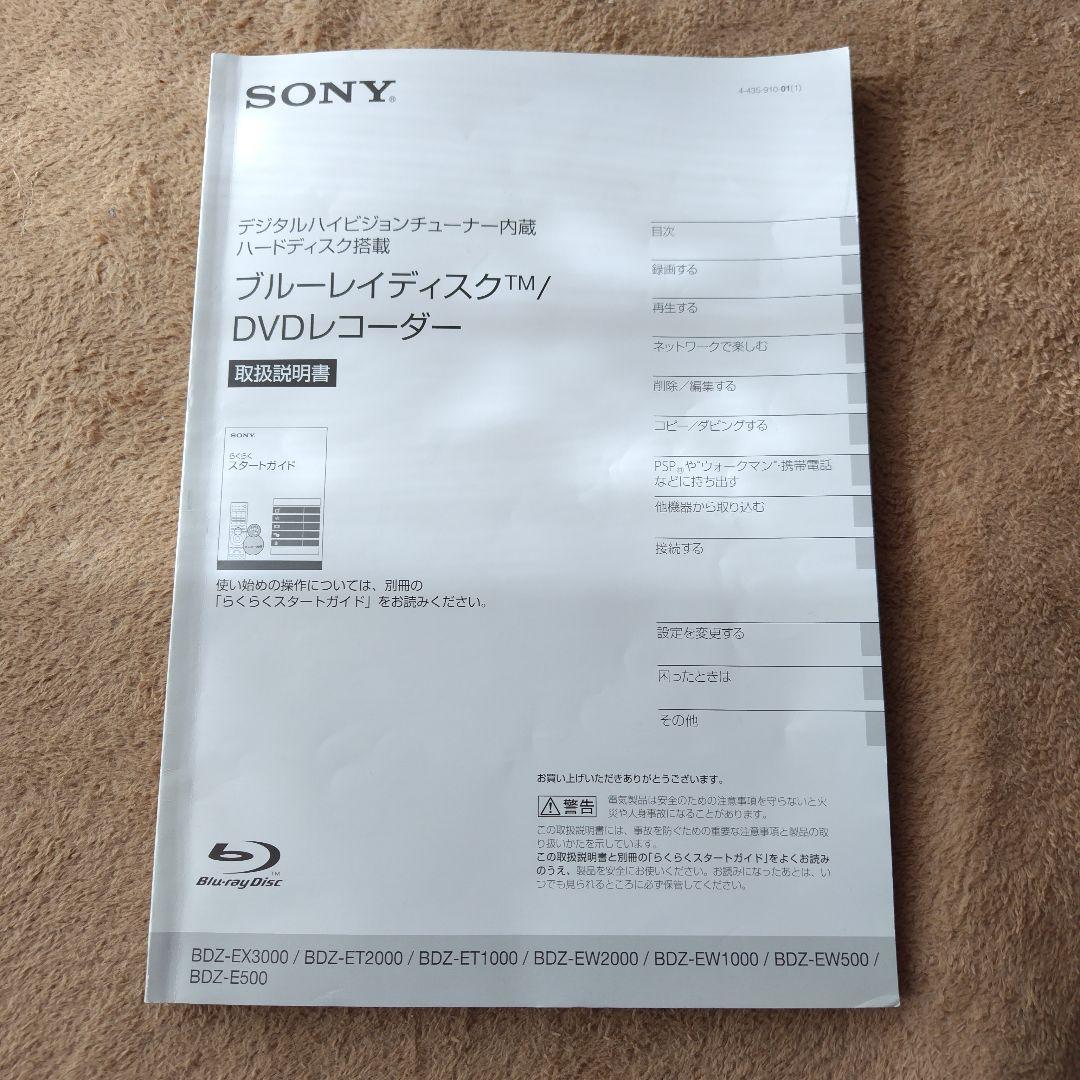 SONY®
4-435-910-01(1)
デジタルハイビジョンチューナー内蔵
ハードディスク搭載
ブルーレイディスク™/
DVDレコーダー
取扱説明書
SONY
らくらく
スタートガイド
使い始めの操作については、別冊の
「らくらくスタートガイド」をお読みください。
目次
録画する
再生する
ネットワークで楽しむ
削除／編集する
コピー／ダビングする
PSP®や"ウォークマン"・携帯電話
などに持ち出す
他機器から取り込む
接続する
設定を変更する
困ったときは
その他
お買い上げいただきありがとうございます。
警告
電気製品は安全のための注意事項を守らないと火
災や人身事故になることがあります。
この取扱説明書には、事故を防ぐための重要な注意事項と製品の取
り扱いかたを示しています。
この取扱説明書と別冊の「らくらくスタートガイド」をよくお読み
のうえ、製品を安全にお使いください。お読みになったあとは、い
つでも見られるところに必ず保管してください。
Blu-ray Disc™
BDZ-EX3000 / BDZ-ET2000 / BDZ-ET1000 / BDZ-EW2000 / BDZ-EW1000 / BDZ-EW500 /
BDZ-E500